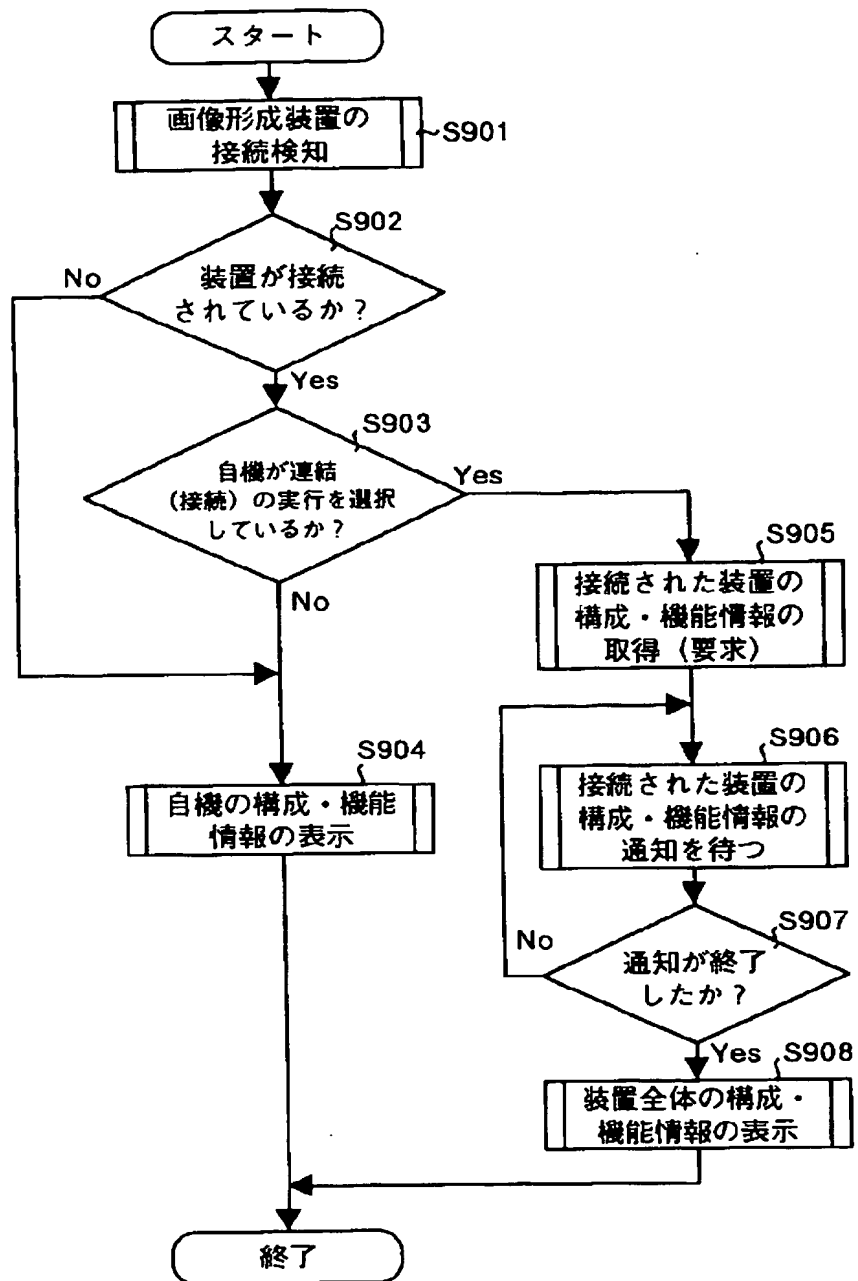 スタート
画像形成装置の
接続検知
S901
S902
装置が接続
されているか？
No
Yes
S903
自機が連結
（接続）の実行を選択
しているか？
Yes
No
S904
自機の構成・機能
情報の表示
S905
接続された装置の
構成・機能情報の
取得（要求）
S906
接続された装置の
構成・機能情報の
通知を待つ
S907
通知が終了
したか？
No
Yes
S908
装置全体の構成・
機能情報の表示
終了